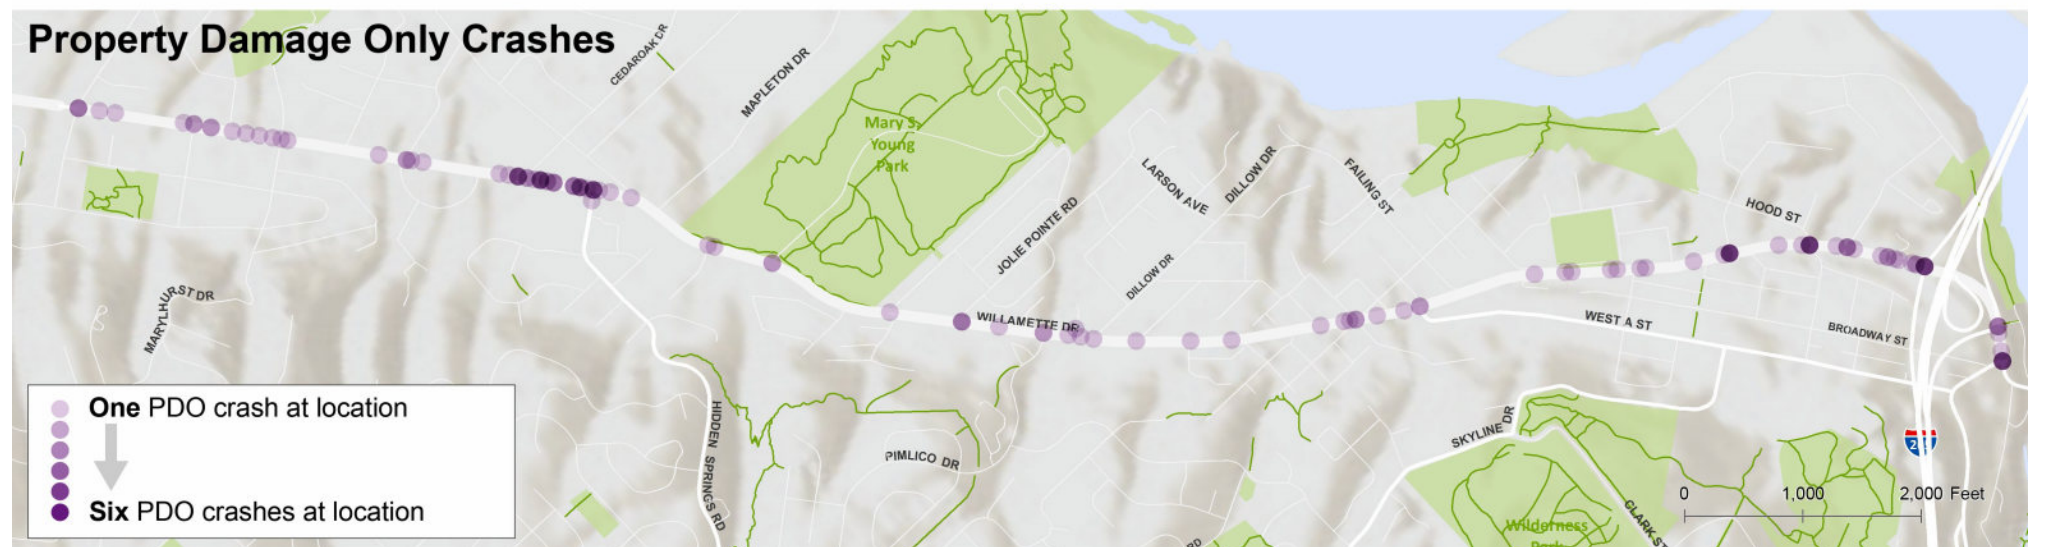 Property Damage Only Crashes
CEDAROAK DR
MAPLETON DR
Mary S.
Young
Park
LARSON AVE
DILLOW DR
FAILING ST
HOOD ST
JOLIE POINTE RD
DILLOW DR
MARYLHURST DR
WILLAMETTE DR
WEST A ST
BROADWAY ST
One PDO crash at location
Six PDO crashes at location
HIDDEN SPRINGS RD
PIMLICO DR
SKYLINE DR
CLARK ST
0 1,000 2,000 Feet
Wilderness
Park
RD